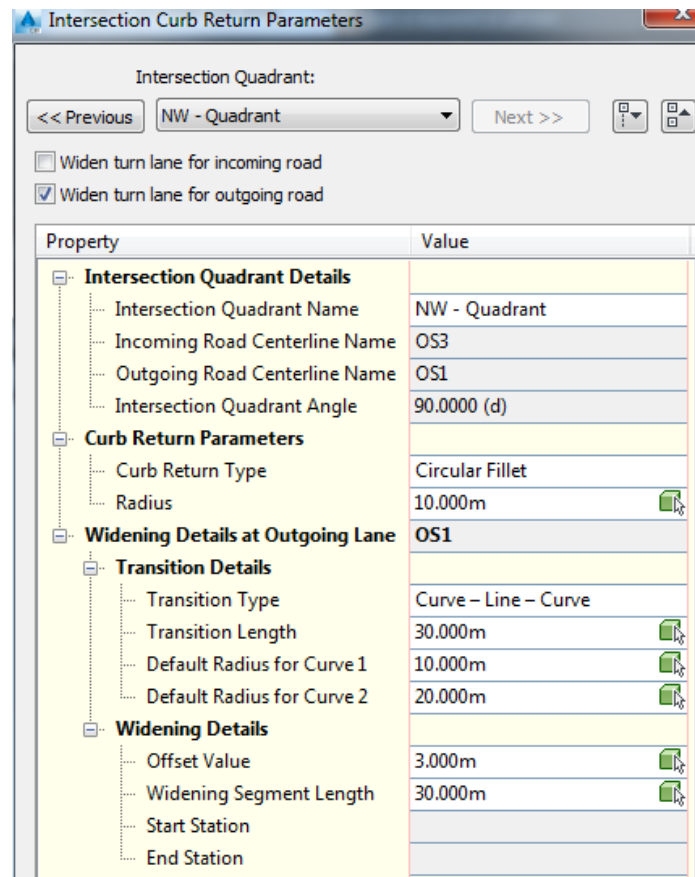 Intersection Curb Return Parameters
Intersection Quadrant:
<< Previous NW - Quadrant Next >>
Widen turn lane for incoming road
Widen turn lane for outgoing road
Property Value
Intersection Quadrant Details
Intersection Quadrant Name NW - Quadrant
Incoming Road Centerline Name OS3
Outgoing Road Centerline Name OS1
Intersection Quadrant Angle 90.0000 (d)
Curb Return Parameters
Curb Return Type Circular Fillet
Radius 10.000m
Widening Details at Outgoing Lane OS1
Transition Details
Transition Type Curve – Line – Curve
Transition Length 30.000m
Default Radius for Curve 1 10.000m
Default Radius for Curve 2 20.000m
Widening Details
Offset Value 3.000m
Widening Segment Length 30.000m
Start Station
End Station